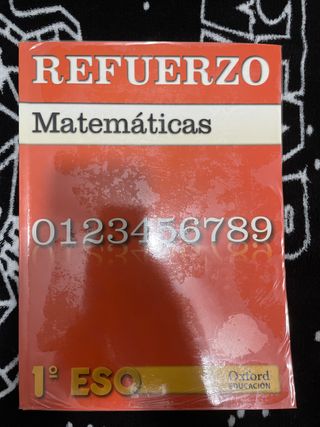 REFUERZO
Matemáticas
0123456789
1º ESO
Oxford
EDUCACIÓN